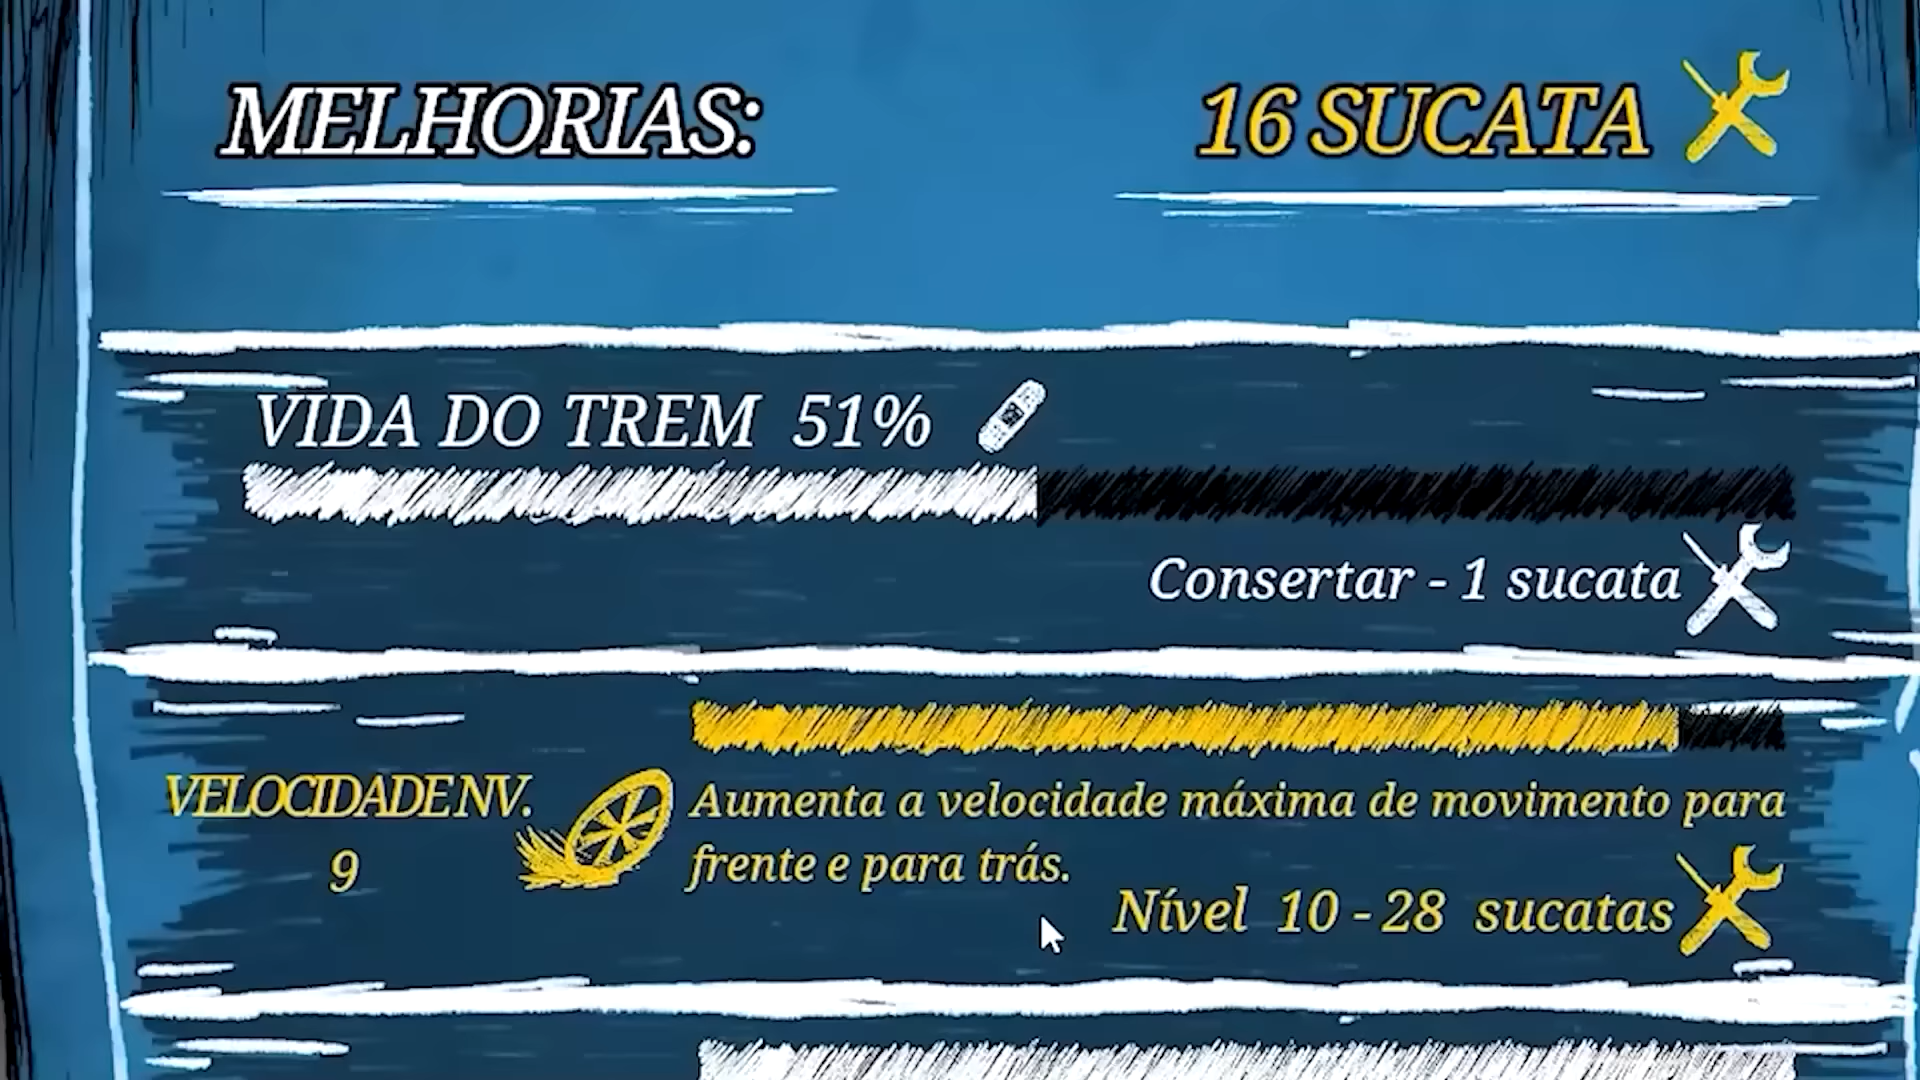 MELHORIAS:
16 SUCATA
VIDA DO TREM 51%
Consertar - 1 sucata
VELOCIDADE NV.
9
Aumenta a velocidade máxima de movimento para
frente e para trás.
Nível 10 - 28 sucatas